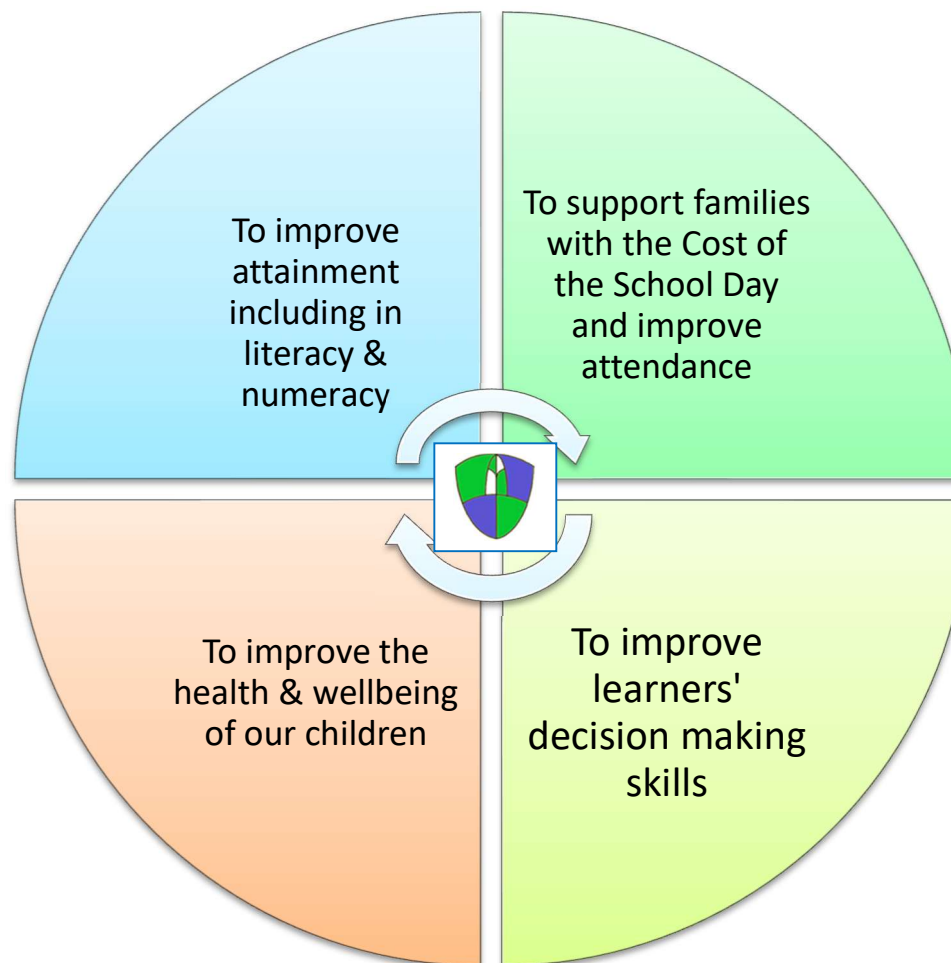 To improve
attainment
including in
literacy &
numeracy
To support families
with the Cost of
the School Day
and improve
attendance
To improve the
health & wellbeing
of our children
To improve
learners'
decision making
skills